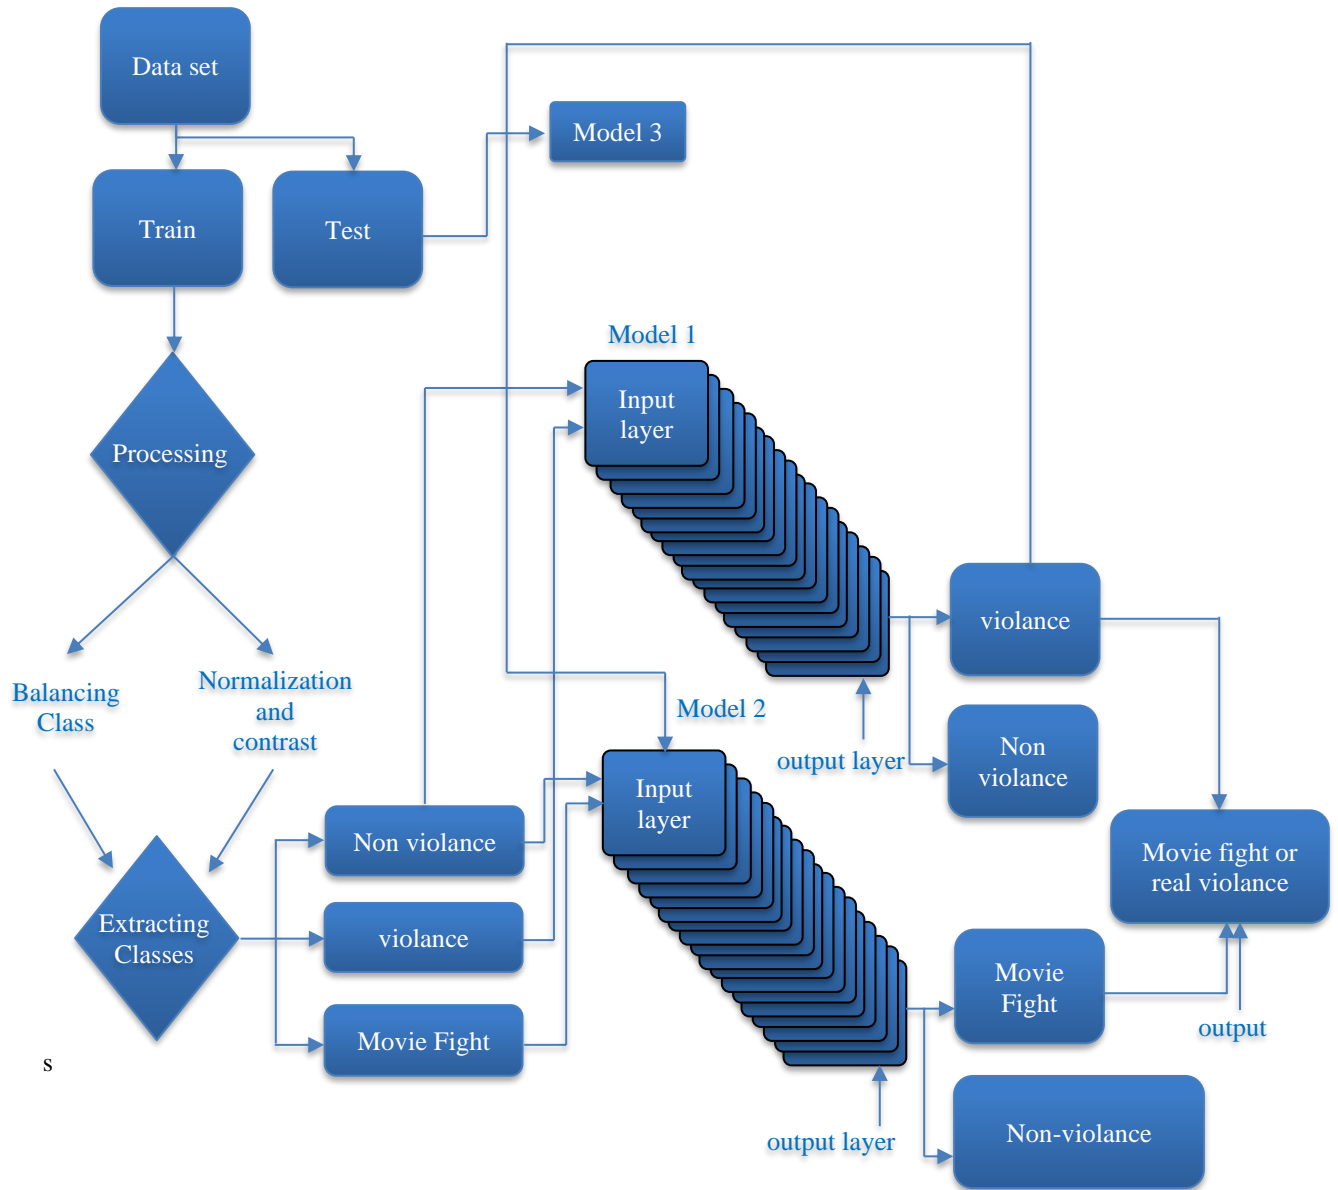 Data set
Model 3
Train
Test
Model 1
Input
layer
Processing
violance
Balancing
Class
Normalization
and
contrast
Model 2
output layer
Non
violance
Input
layer
Non violance
Movie fight or
real violance
Extracting
Classes
violance
Movie
Fight
output
Movie Fight
s
output layer
Non-violance